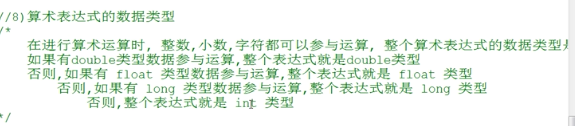 //8)算术表达式的数据类型
/*
在进行算术运算时, 整数,小数,字符都可以参与运算, 整个算术表达式的数据类型是
如果有double类型数据参与运算,整个表达式就是double类型
否则,如果有 float 类型数据参与运算,整个表达式就是 float 类型
否则,如果有 long 类型数据参与运算,整个表达式就是 long 类型
否则,整个表达式就是 int 类型
*/